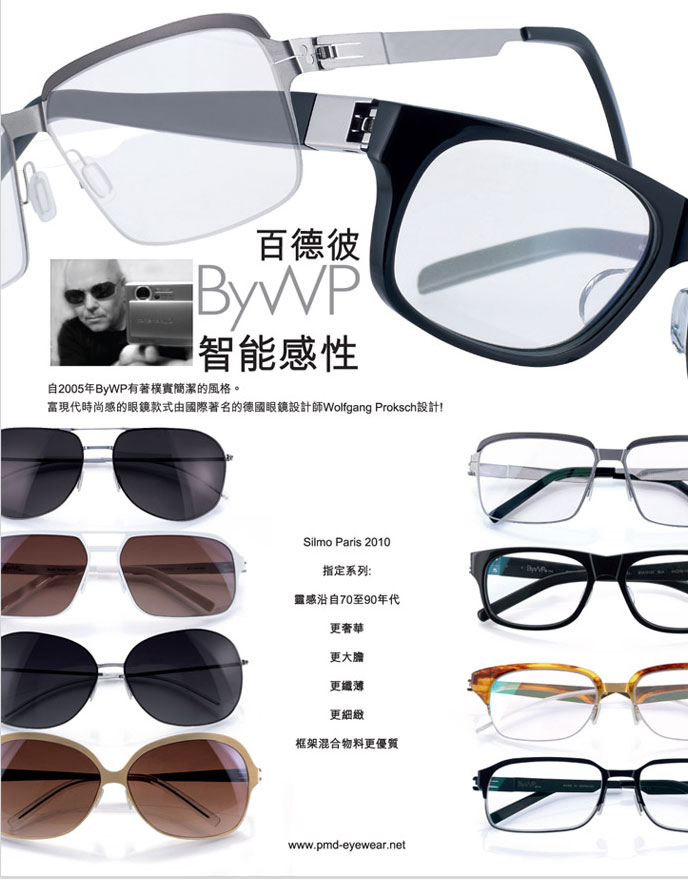 百德彼
ByWP
智能感性
自2005年ByWP有著樸實簡潔的風格。
富現代時尚感的眼鏡款式由國際著名的德國眼鏡設計師Wolfgang Proksch設計!
Silmo Paris 2010
指定系列:
靈感沿自70至90年代
更奢華
更大膽
更纖薄
更細緻
框架混合物料更優質
ByWP
ByWP
www.pmd-eyewear.net